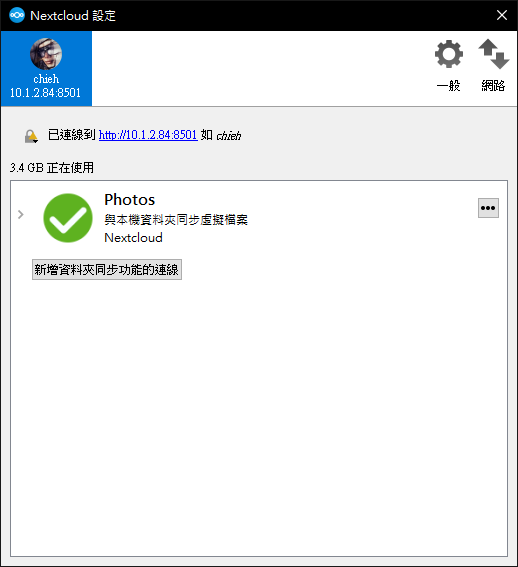 Nextcloud 設定
chieh
10.1.2.84:8501
一般
網路
已連線到 http://10.1.2.84:8501 如 chieh
3.4 GB 正在使用
Photos
與本機資料夾同步虛擬檔案
Nextcloud
新增資料夾同步功能的連線